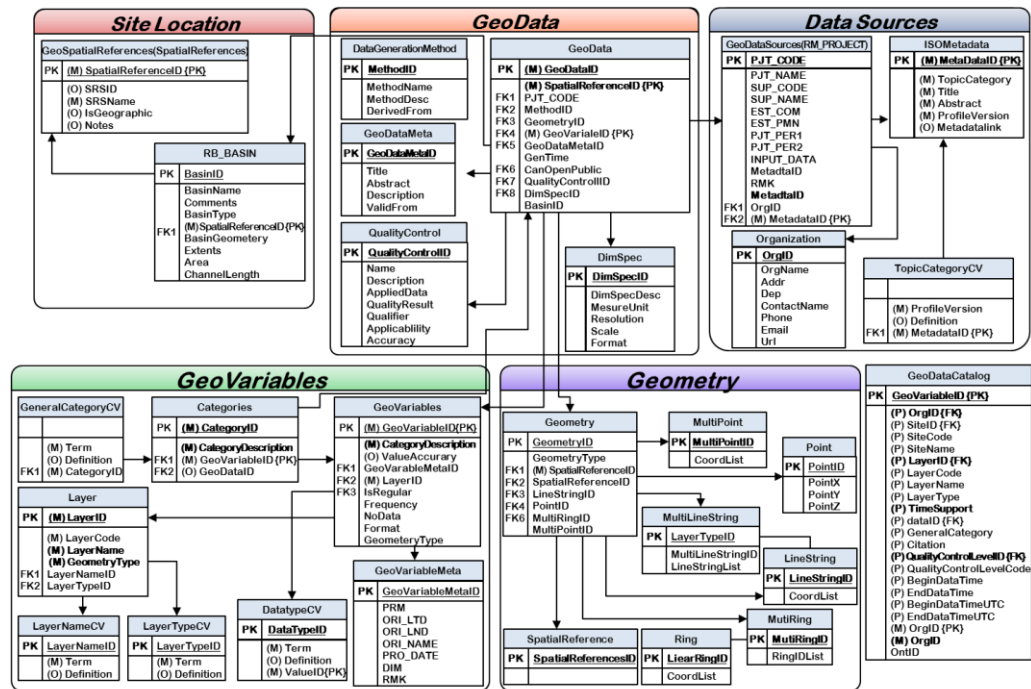 Site Location
GeoSpatialReferences(SpatialReferences)
PK (M) SpatialReferenceID {PK}
(O) SRSID
(M) SRSName
(O) IsGeographic
(O) Notes
RB_BASIN
PK BasinID
BasinName
Comments
BasinType
FK1 (M)SpatialReferenceID{PK}
BasinGeometery
Extents
Area
ChannelLength
GeoData
DataGenerationMethod
PK MethodID
MethodName
MethodDesc
DerivedFrom
GeoDataMeta
PK GeoDataMetaID
Title
Abstract
Description
ValidFrom
QualityControl
PK QualityControlID
Name
Description
AppliedData
QualityResult
Qualifier
Applicablility
Accuracy
GeoData
PK (M) GeoDataID
(M) SpatialReferenceID{PK}
FK1 PJT_CODE
FK2 MethodID
FK3 GeometryID
FK4 (M) GeoVarialeID {PK}
FK5 GeoDataMetaID
GenTime
FK6 CanOpenPublic
FK7 QualityControlIID
FK8 DimSpecID
BasinID
DimSpec
PK DimSpecID
DimSpecDesc
MesureUnit
Resolution
Scale
Format
Data Sources
GeoDataSources(RM_PROJECT)
PK PJT_CODE
PJT_NAME
SUP_CODE
SUP_NAME
EST_COM
EST_PMN
PJT_PER1
PJT_PER2
INPUT_DATA
MetadtaID
RMK
MetadtaID
FK1 OrgID
FK2 (M) MetadataID {PK}
ISOMetadata
PK (M) MetaDataID {PK}
(M) TopicCategory
(M) Title
(M) Abstract
(M) ProfileVersion
(O) Metadatalink
Organization
PK OrgID
OrgName
Addr
Dep
ContactName
Phone
Email
Url
TopicCategoryCV
(M) ProfileVersion
(O) Definition
FK1 (M) MetadataID {PK}
GeoVariables
GeneralCategoryCV
(M) Term
(O) Definition
FK1 (M) CategoryID
Categories
PK (M) CategoryID
(M) CategoryDescription
FK1 (M) GeoVariableID {PK}
FK2 (O) GeoDataID
GeoVariables
PK (M) GeoVariableID{PK}
(M) CategoryDescription
(O) ValueAccuracy
FK1 GeoVarableMetaID
FK2 (M) LayerID
FK3 IsRegular
Frequency
NoData
Format
GeometeryType
Layer
PK (M) LayerID
(M) LayerCode
(M) LayerName
(M) GeometryType
FK1 LayerNameID
FK2 LayerTypeID
LayerNameCV
PK LayerNameID
(M) Term
(O) Definition
LayerTypeCV
PK LayerTypeID
(M) Term
(O) Definition
DatatypeCV
PK DataTypeID
(M) Term
(O) Definition
(M) ValueID{PK}
GeoVariableMeta
PK GeoVariableMetaID
PRM
ORI_LTD
ORI_LND
ORI_NAME
PRO_DATE
DIM
RMK
Geometry
Geometry
PK GeometryID
GeometryType
FK1 (M) SpatialReferenceID
FK2 SpatialReferenceID
FK3 LineStringID
FK4 PointID
FK6 MultiRingID
MultiPointID
MultiPoint
PK MultiPointID
CoordList
Point
PK PointID
PointX
PointY
PointZ
MultiLineString
PK LayerTypeID
MultiLineStringID
LineStringList
LineString
PK LineStringID
CoordList
SpatialReference
PK SpatialReferencesID
Ring
PK LiearRingID
CoordList
MutiRing
PK MutiRingID
RingIDList
GeoDataCatalog
PK GeoVariableID {PK}
(P) OrgID{FK}
(P) SiteID {FK}
(P) SiteCode
(P) SiteName
(P) LayerID {FK}
(P) LayerCode
(P) LayerName
(P) LayerType
(P) TimeSupport
(P) dataID {FK}
(P) GeneralCategory
(P) Citation
(P) QualityControlLevelID{FK}
(P) QualityControlLevelCode
(P) BeginDataTime
(P) EndDataTime
(P) BeginDataTimeUTC
(P) EndDataTimeUTC
(M) OrgID {PK}
(M) OrgID
OntID